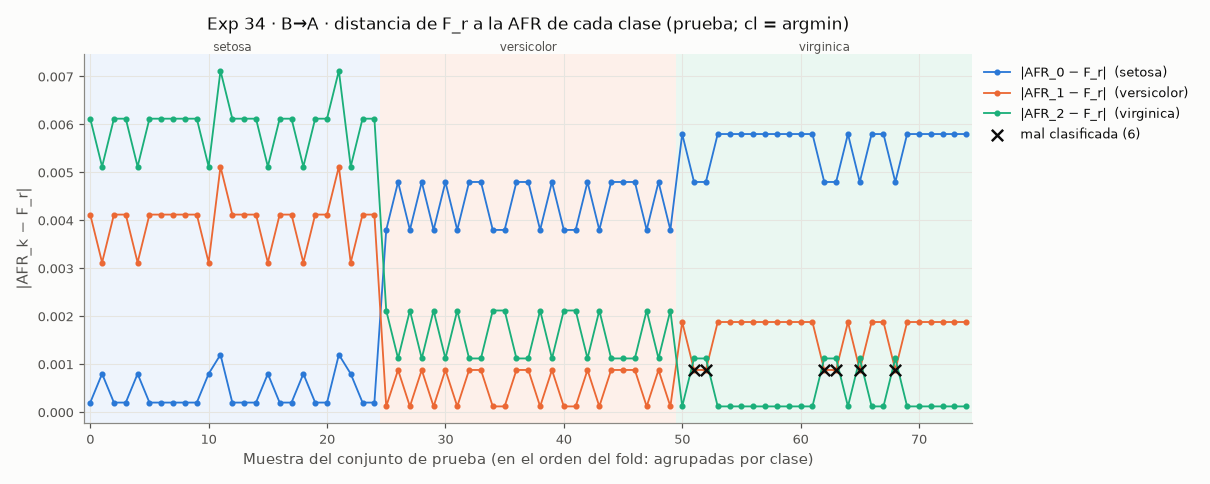 Exp 34 · B→A · distancia de F_r a la AFR de cada clase (prueba; cl = argmin)
setosa
versicolor
virginica
|AFR_0 − F_r| (setosa)
|AFR_1 − F_r| (versicolor)
|AFR_2 − F_r| (virginica)
mal clasificada (6)
|AFR_k − F_r|
0.007
0.006
0.005
0.004
0.003
0.002
0.001
0.000
0 10 20 30 40 50 60 70
Muestra del conjunto de prueba (en el orden del fold: agrupadas por clase)